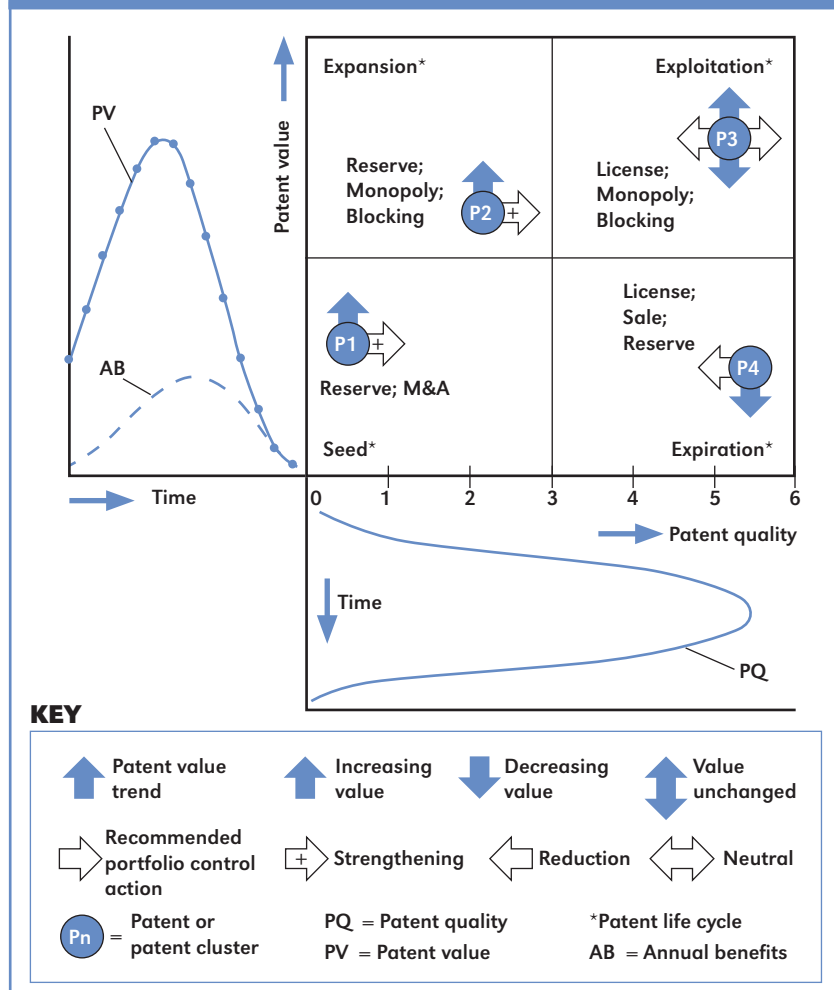 PV
AB
Time
Patent value
Expansion*
Reserve;
Monopoly;
Blocking
P2
+
Exploitation*
P3
License;
Monopoly;
Blocking
P1
+
Reserve; M&A
Seed*
License;
Sale;
Reserve
P4
Expiration*
0 1 2 3 4 5 6
Patent quality
Time
PQ
KEY
Patent value
trend
Increasing
value
Decreasing
value
Value
unchanged
Recommended
portfolio control
action
+
Strengthening
Reduction
Neutral
Pn
= Patent or
patent cluster
PQ = Patent quality
PV = Patent value
*Patent life cycle
AB = Annual benefits